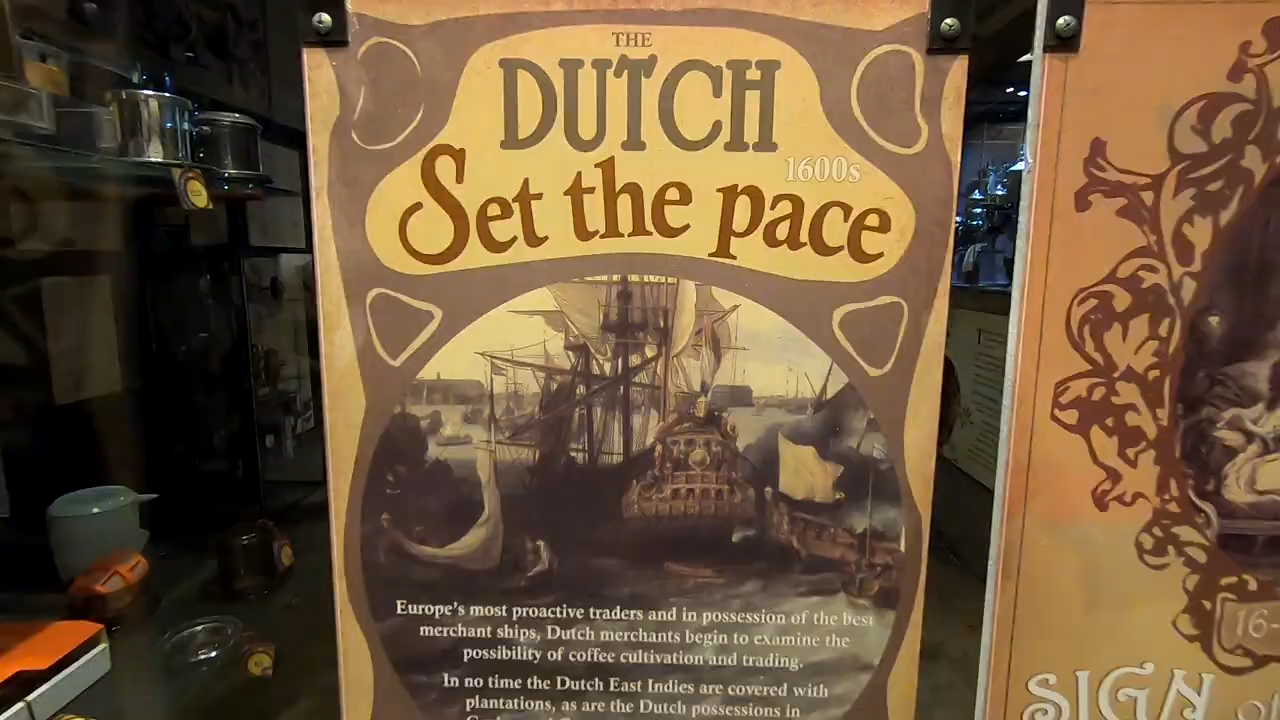 THE
DUTCH
1600s
Set the pace
Europe's most proactive traders and in possession of the best
merchant ships, Dutch merchants begin to examine the
possibility of coffee cultivation and trading.
In no time the Dutch East Indies are covered with
plantations, as are the Dutch possessions in
16-
SIGN of